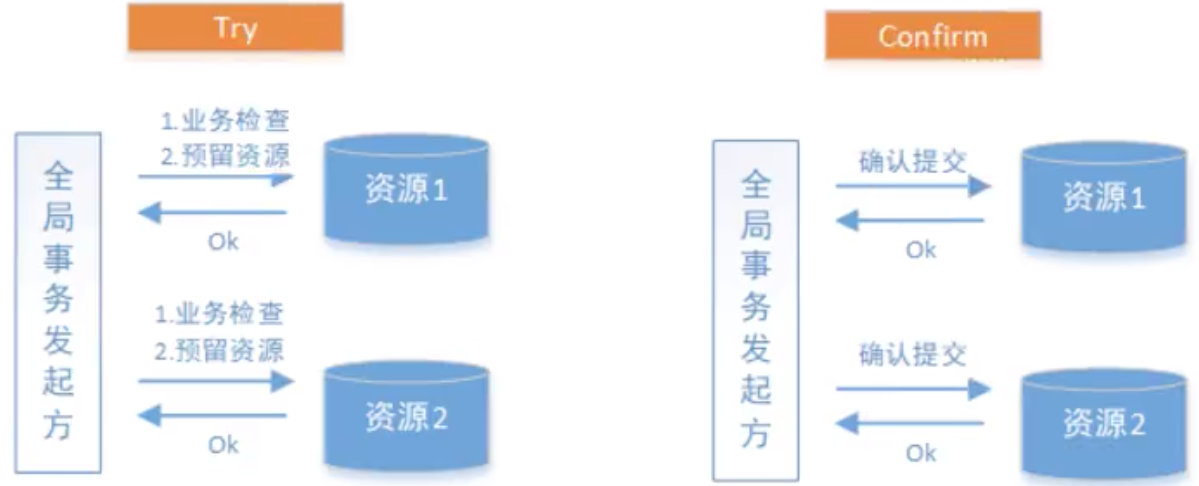 Try
全局事务发起方
1.业务检查
2.预留资源
资源1
Ok
1.业务检查
2.预留资源
资源2
Ok
Confirm
全局事务发起方
确认提交
资源1
Ok
确认提交
资源2
Ok